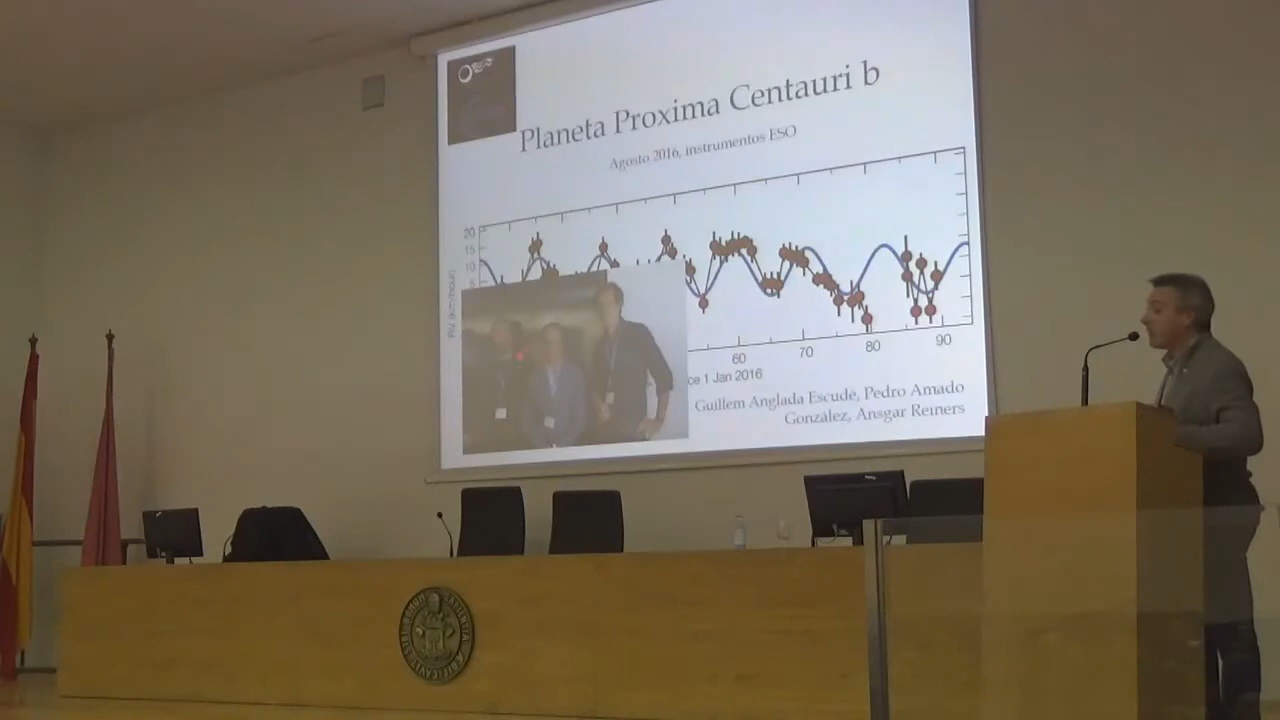 Planeta Proxima Centauri b
Agosto 2016, instrumentos ESO
20
15
10
60
70
80
90
ce 1 Jan 2016
Guillem Anglada Escudé, Pedro Amado
González, Ansgar Reiners